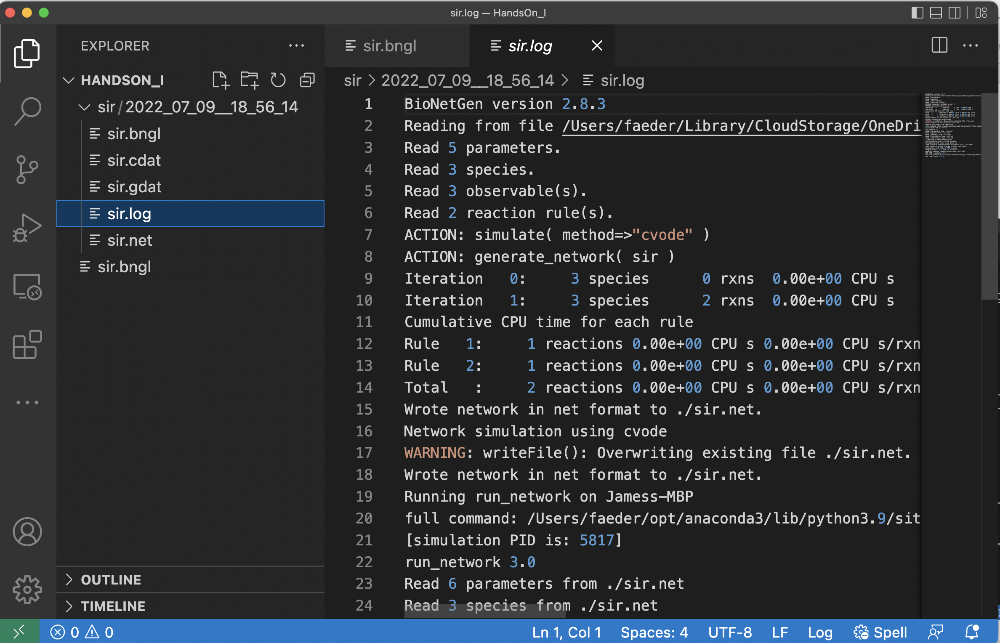 sir.log — HandsOn_I
EXPLORER
HANDSON_I
sir/2022_07_09__18_56_14
sir.bngl
sir.cdat
sir.gdat
sir.log
sir.net
sir.bngl
OUTLINE
TIMELINE
sir.bngl
sir.log
sir > 2022_07_09__18_56_14 > sir.log
1 BioNetGen version 2.8.3
2 Reading from file /Users/faeder/Library/CloudStorage/OneDri
3 Read 5 parameters.
4 Read 3 species.
5 Read 3 observable(s).
6 Read 2 reaction rule(s).
7 ACTION: simulate( method=>"cvode" )
8 ACTION: generate_network( sir )
9 Iteration   0:     3 species      0 rxns  0.00e+00 CPU s
10 Iteration   1:     3 species      2 rxns  0.00e+00 CPU s
11 Cumulative CPU time for each rule
12 Rule   1:     1 reactions 0.00e+00 CPU s 0.00e+00 CPU s/rxn
13 Rule   2:     1 reactions 0.00e+00 CPU s 0.00e+00 CPU s/rxn
14 Total   :     2 reactions 0.00e+00 CPU s 0.00e+00 CPU s/rxn
15 Wrote network in net format to ./sir.net.
16 Network simulation using cvode
17 WARNING: writeFile(): Overwriting existing file ./sir.net.
18 Wrote network in net format to ./sir.net.
19 Running run_network on Jamess-MBP
20 full command: /Users/faeder/opt/anaconda3/lib/python3.9/sit
21 [simulation PID is: 5817]
22 run_network 3.0
23 Read 6 parameters from ./sir.net
24 Read 3 species from ./sir.net
0 0
Ln 1, Col 1
Spaces: 4
UTF-8
LF
Log
Spell